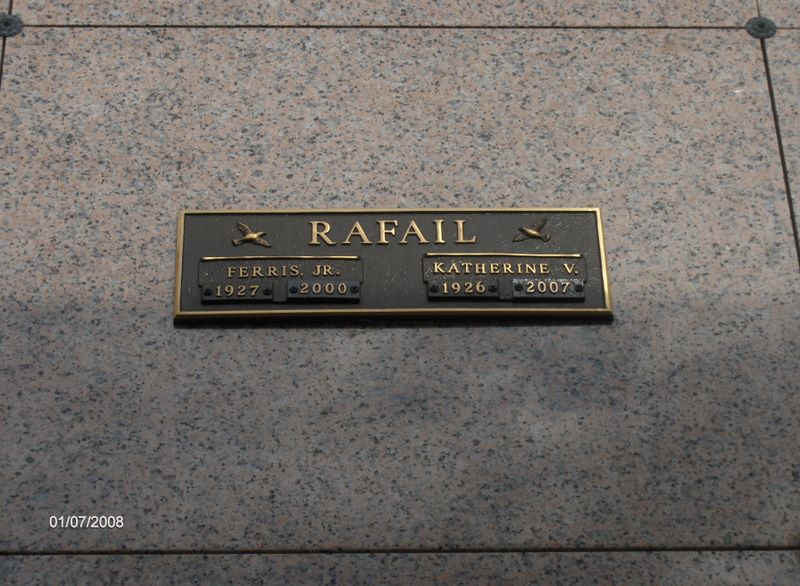 RAFAIL
FERRIS, JR.
1927 2000
KATHERINE V.
1926 2007
01/07/2008